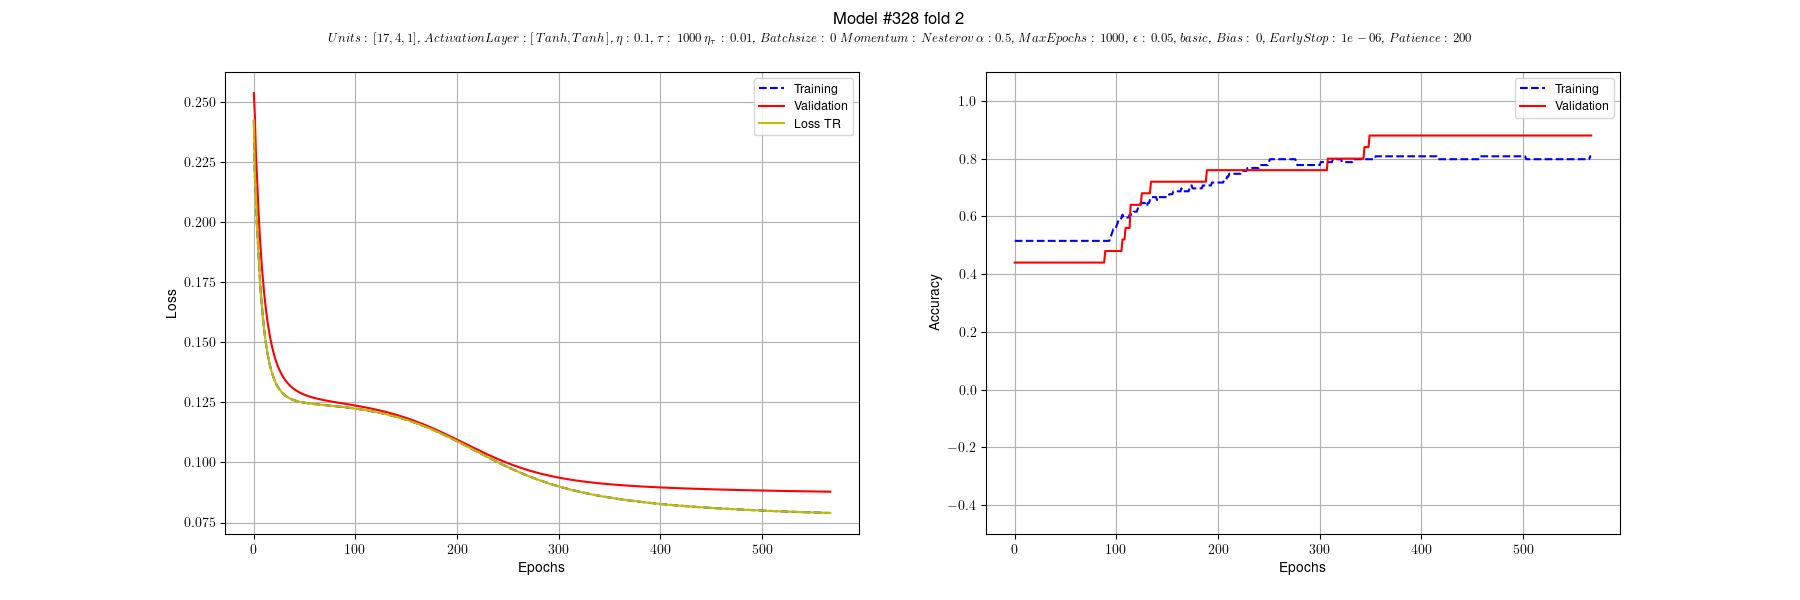 Model #328 fold 2
Units : [17, 4, 1], ActivationLayer : [Tanh, Tanh], η : 0.1, τ : 1000 ητ : 0.01, Batchsize : 0 Momentum : Nesterov α : 0.5, MaxEpochs : 1000, ϵ : 0.05, basic, Bias : 0, EarlyStop : 1e − 06, Patience : 200
Training
Validation
Loss TR
0.250
0.225
0.200
0.175
0.150
0.125
0.100
0.075
Loss
0 100 200 300 400 500
Epochs
Training
Validation
1.0
0.8
0.6
0.4
0.2
0.0
−0.2
−0.4
Accuracy
0 100 200 300 400 500
Epochs